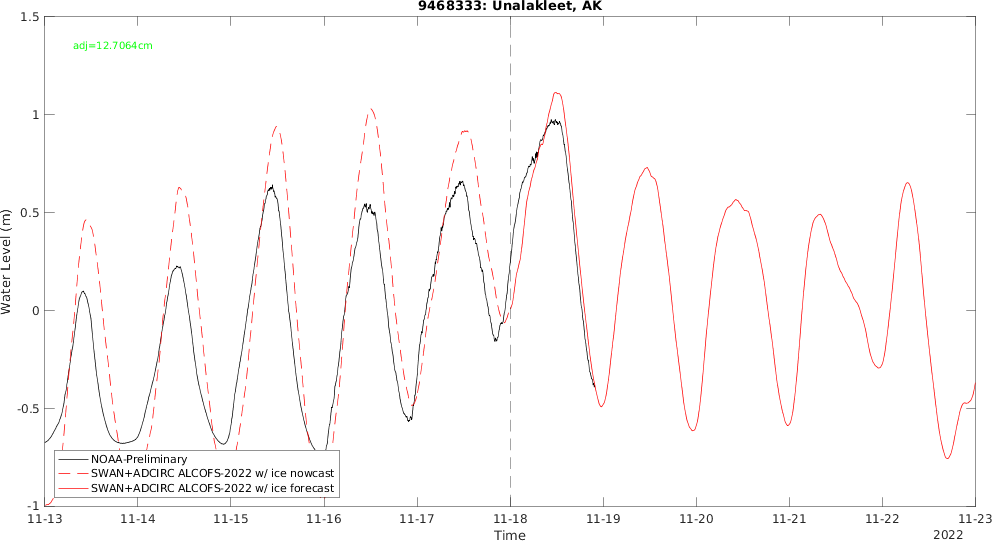 9468333: Unalakleet, AK
adj=12.7064cm
Water Level (m)
1.5
1
0.5
0
-0.5
-1
NOAA-Preliminary
SWAN+ADCIRC ALCOFS-2022 w/ ice nowcast
SWAN+ADCIRC ALCOFS-2022 w/ ice forecast
11-13 11-14 11-15 11-16 11-17 11-18 11-19 11-20 11-21 11-22 11-23
Time
2022